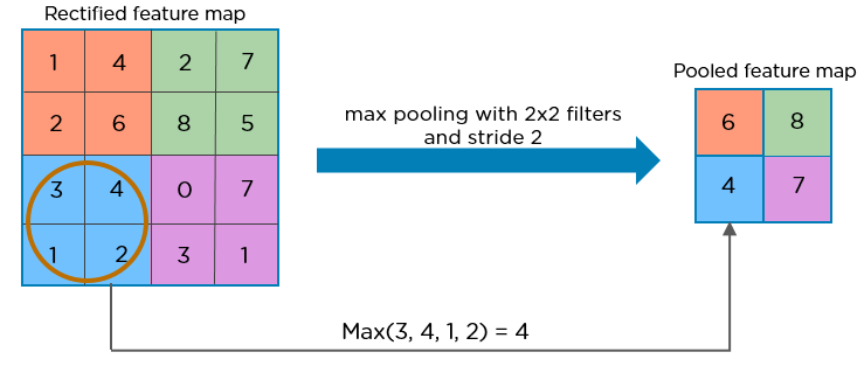 Rectified feature map
1 4 2 7
2 6 8 5
3 4 0 7
1 2 3 1
max pooling with 2x2 filters
and stride 2
Pooled feature map
6 8
4 7
Max(3, 4, 1, 2) = 4